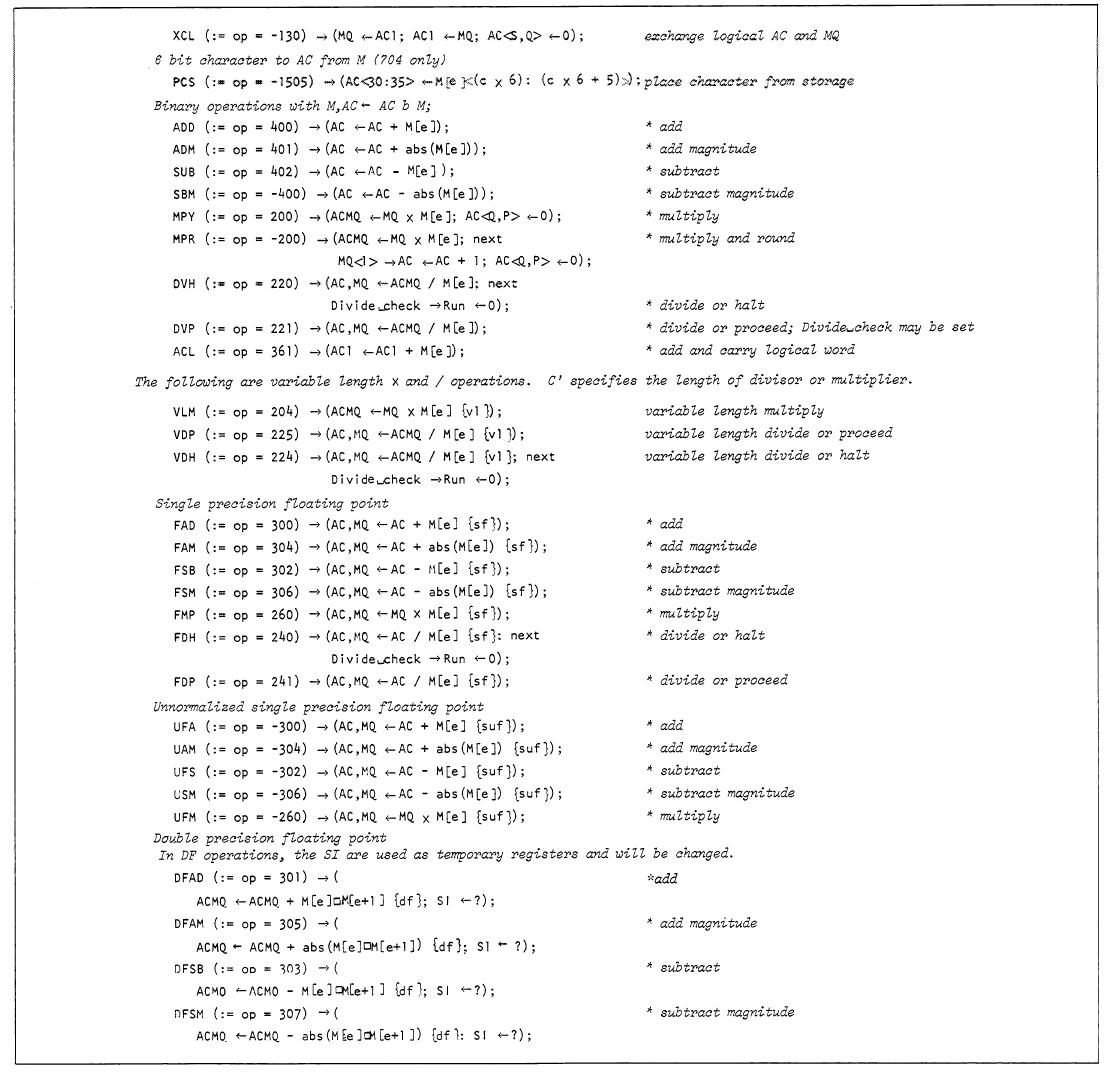 XCL (:= op = -130) → (MQ ← AC1; AC1 ← MQ; AC<S,Q> ← 0); exchange logical AC and MQ
6 bit character to AC from M (704 only)
PCS (:= op = -1505) → (AC<30:35> ← M[e]<(c x 6): (c x 6 + 5)>); place character from storage
Binary operations with M, AC ← AC b M;
ADD (:= op = 400) → (AC ← AC + M[e]); * add
ADM (:= op = 401) → (AC ← AC + abs(M[e])); * add magnitude
SUB (:= op = 402) → (AC ← AC - M[e]); * subtract
SBM (:= op = -400) → (AC ← AC - abs(M[e])); * subtract magnitude
MPY (:= op = 200) → (ACMQ ← MQ x M[e]; AC<Q,P> ← 0); * multiply
MPR (:= op = -200) → (ACMQ ← MQ x M[e]; next * multiply and round
MQ<1> → AC ← AC + 1; AC<Q,P> ← 0);
DVH (:= op = 220) → (AC,MQ ← ACMQ / M[e]; next
Divide_check → Run ← 0); * divide or halt
DVP (:= op = 221) → (AC,MQ ← ACMQ / M[e]); * divide or proceed; Divide_check may be set
ACL (:= op = 361) → (AC1 ← AC1 + M[e]); * add and carry logical word
The following are variable length x and / operations. C' specifies the length of divisor or multiplier.
VLM (:= op = 204) → (ACMQ ← MQ x M[e] {vl}); variable length multiply
VDP (:= op = 225) → (AC,MQ ← ACMQ / M[e] {vl}); variable length divide or proceed
VDH (:= op = 224) → (AC,MQ ← ACMQ / M[e] {vl}; next variable length divide or halt
Divide_check → Run ← 0);
Single precision floating point
FAD (:= op = 300) → (AC,MQ ← AC + M[e] {sf}); * add
FAM (:= op = 304) → (AC,MQ ← AC + abs(M[e]) {sf}); * add magnitude
FSB (:= op = 302) → (AC,MQ ← AC - M[e] {sf}); * subtract
FSM (:= op = 306) → (AC,MQ ← AC - abs(M[e]) {sf}); * subtract magnitude
FMP (:= op = 260) → (AC,MQ ← MQ X M[e] {sf}); * multiply
FDH (:= op = 240) → (AC,MQ ← AC / M[e] {sf}: next * divide or halt
Divide_check → Run ← 0);
FDP (:= op = 241) → (AC,MQ ← AC / M[e] {sf}); * divide or proceed
Unnormalized single precision floating point
UFA (:= op = -300) → (AC,MQ ← AC + M[e] {suf}); * add
UAM (:= op = -304) → (AC,MQ ← AC + abs(M[e]) {suf}); * add magnitude
UFS (:= op = -302) → (AC,MQ ← AC - M[e] {suf}); * subtract
USM (:= op = -306) → (AC,MQ ← AC - abs(M[e]) {suf}); * subtract magnitude
UFM (:= op = -260) → (AC,MQ ← MQ x M[e] {suf}); * multiply
Double precision floating point
In DF operations, the SI are used as temporary registers and will be changed.
DFAD (:= op = 301) → ( *add
ACMQ ← ACMQ + M[e]□M[e+1] {df}; SI ← ?);
DFAM (:= op = 305) → ( * add magnitude
ACMQ ← ACMQ + abs(M[e]□M[e+1]) {df}; SI ← ?);
DFSB (:= op = 303) → ( * subtract
ACMQ ← ACMQ - M[e]□M[e+1] {df}; SI ← ?);
DFSM (:= op = 307) → ( * subtract magnitude
ACMQ ← ACMQ - abs(M[e]□M[e+1]) {df}: SI ← ?);